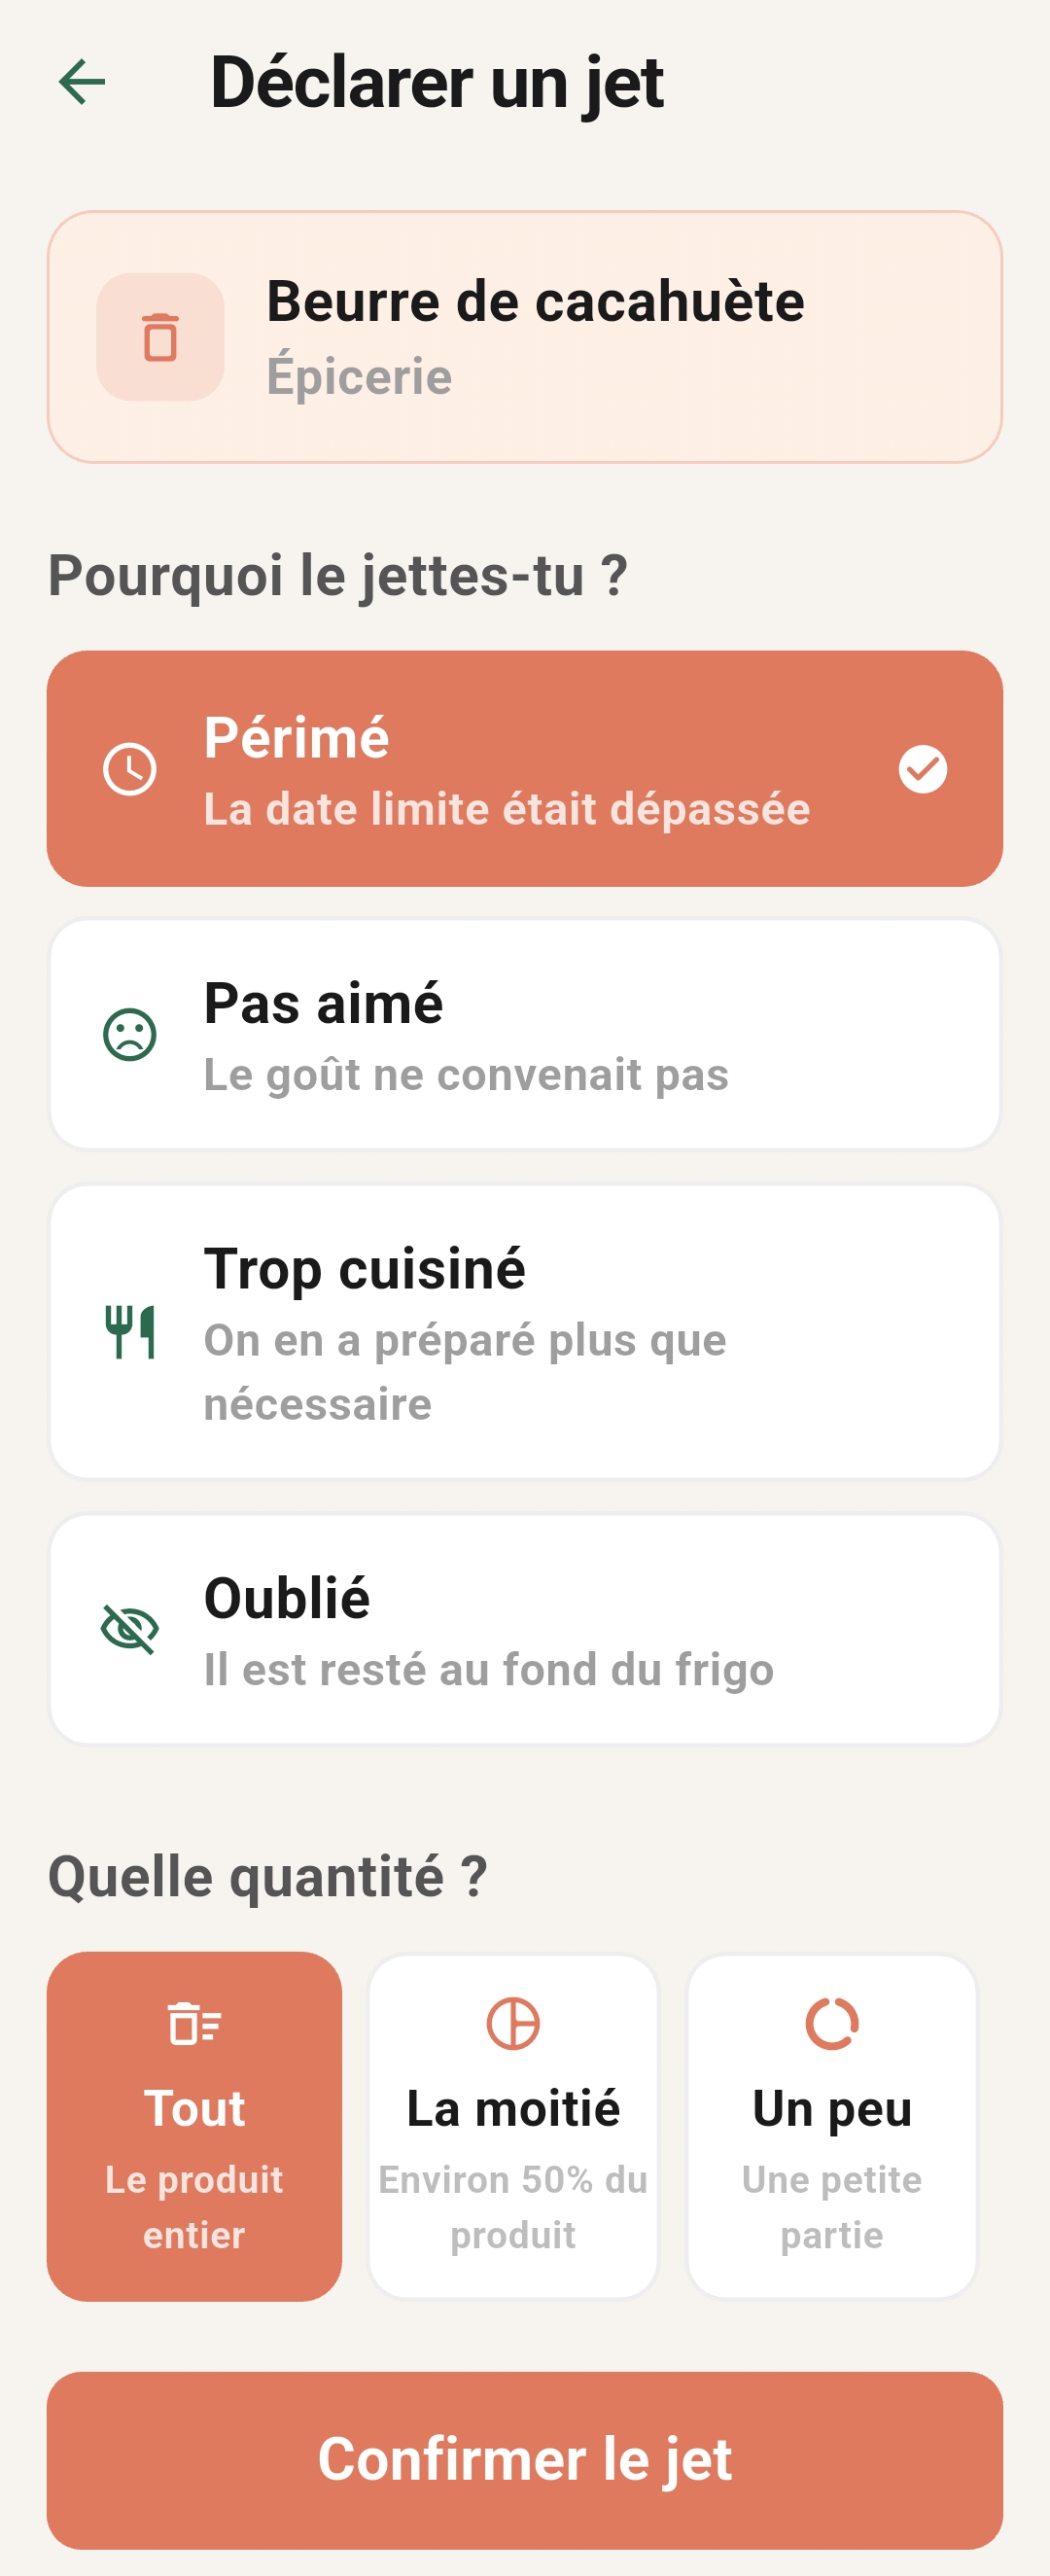 Déclarer un jet
Beurre de cacahuète
Épicerie
Pourquoi le jettes-tu ?
Périmé
La date limite était dépassée
Pas aimé
Le goût ne convenait pas
Trop cuisiné
On en a préparé plus que
nécessaire
Oublié
Il est resté au fond du frigo
Quelle quantité ?
Tout
Le produit
entier
La moitié
Environ 50% du
produit
Un peu
Une petite
partie
Confirmer le jet